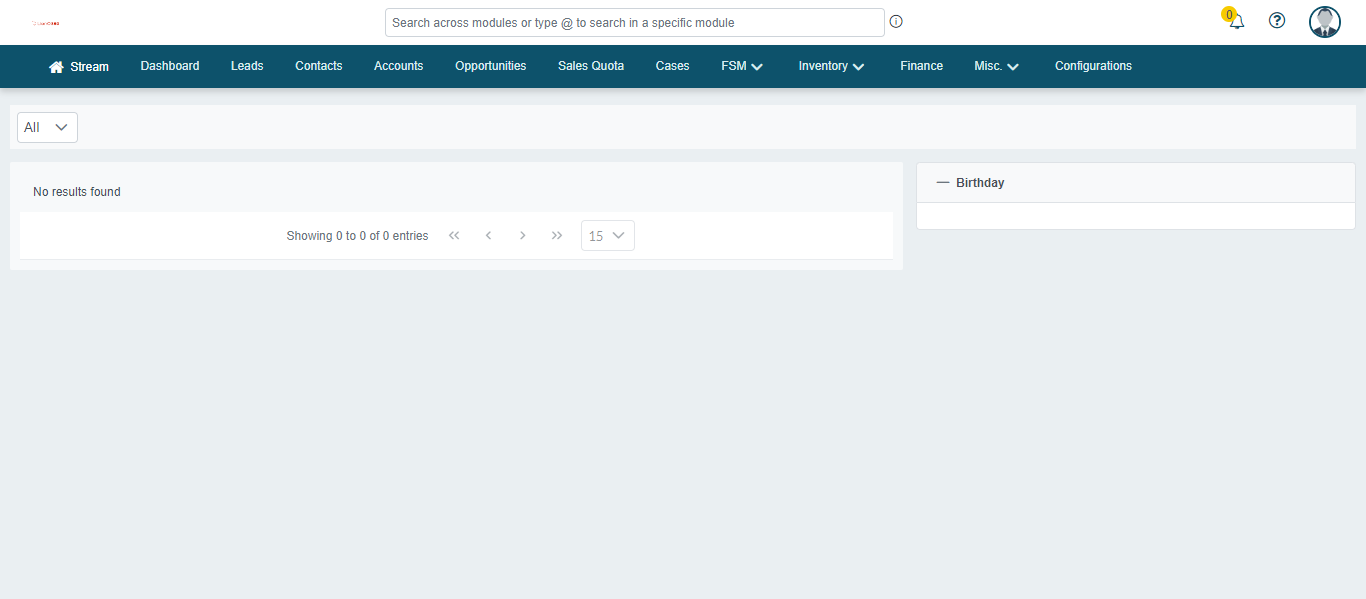 Search across modules or type @ to search in a specific module
0
Stream Dashboard Leads Contacts Accounts Opportunities Sales Quota Cases FSM Inventory Finance Misc. Configurations
All
No results found
Showing 0 to 0 of 0 entries 15
Birthday